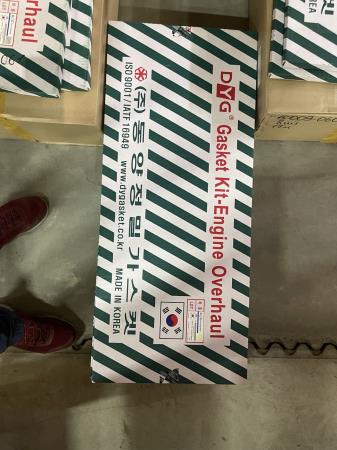 DYG® Gasket Kit-Engine Overhaul
(주)동양정밀가스켓
ISO 9001 / IATF 16949
www.dygasket.co.kr
MADE IN KOREA
erhaul